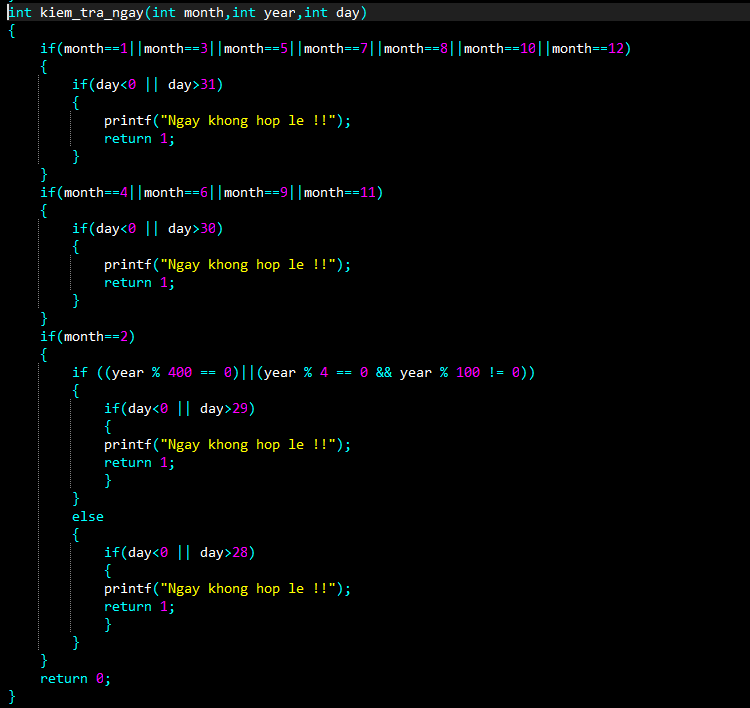 int kiem_tra_ngay(int month,int year,int day)
{
    if(month==1||month==3||month==5||month==7||month==8||month==10||month==12)
    {
        if(day<0 || day>31)
        {
            printf("Ngay khong hop le !!");
            return 1;
        }
    }
    if(month==4||month==6||month==9||month==11)
    {
        if(day<0 || day>30)
        {
            printf("Ngay khong hop le !!");
            return 1;
        }
    }
    if(month==2)
    {
        if ((year % 400 == 0)||(year % 4 == 0 && year % 100 != 0))
        {
            if(day<0 || day>29)
            {
            printf("Ngay khong hop le !!");
            return 1;
            }
        }
        else
        {
            if(day<0 || day>28)
            {
            printf("Ngay khong hop le !!");
            return 1;
            }
        }
    }
    return 0;
}